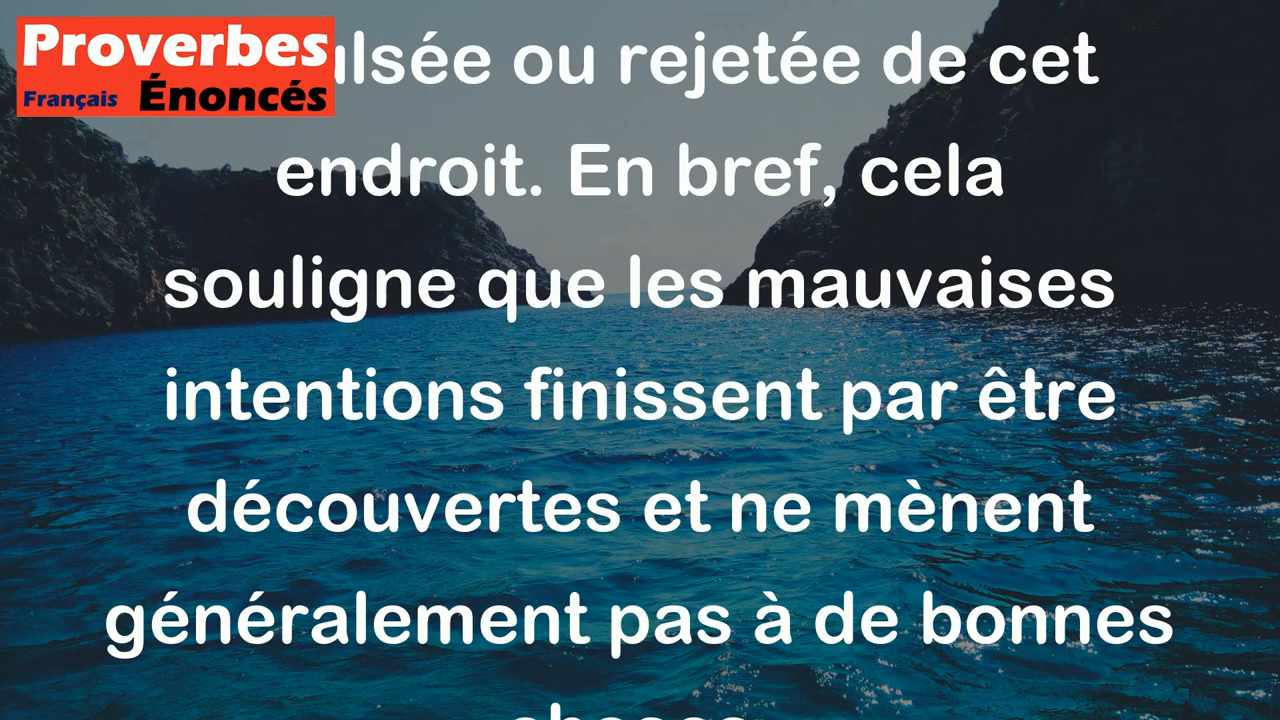 Proverbes
Français Énoncés
ou rejetée de cet
endroit. En bref, cela
souligne que les mauvaises
intentions finissent par être
découvertes et ne mènent
généralement pas à de bonnes